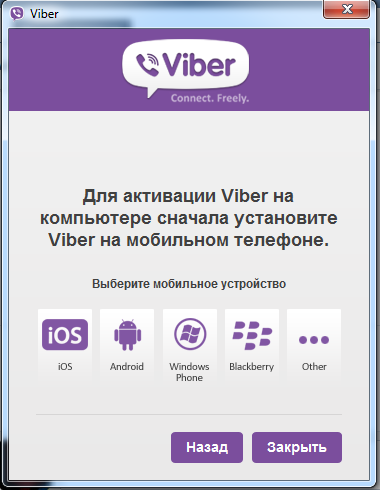 Viber
Viber
Connect. Freely.
Для активации Viber на
компьютере сначала установите
Viber на мобильном телефоне.
Выберите мобильное устройство
iOS
iOS Android Windows Phone Blackberry Other
Назад Закрыть